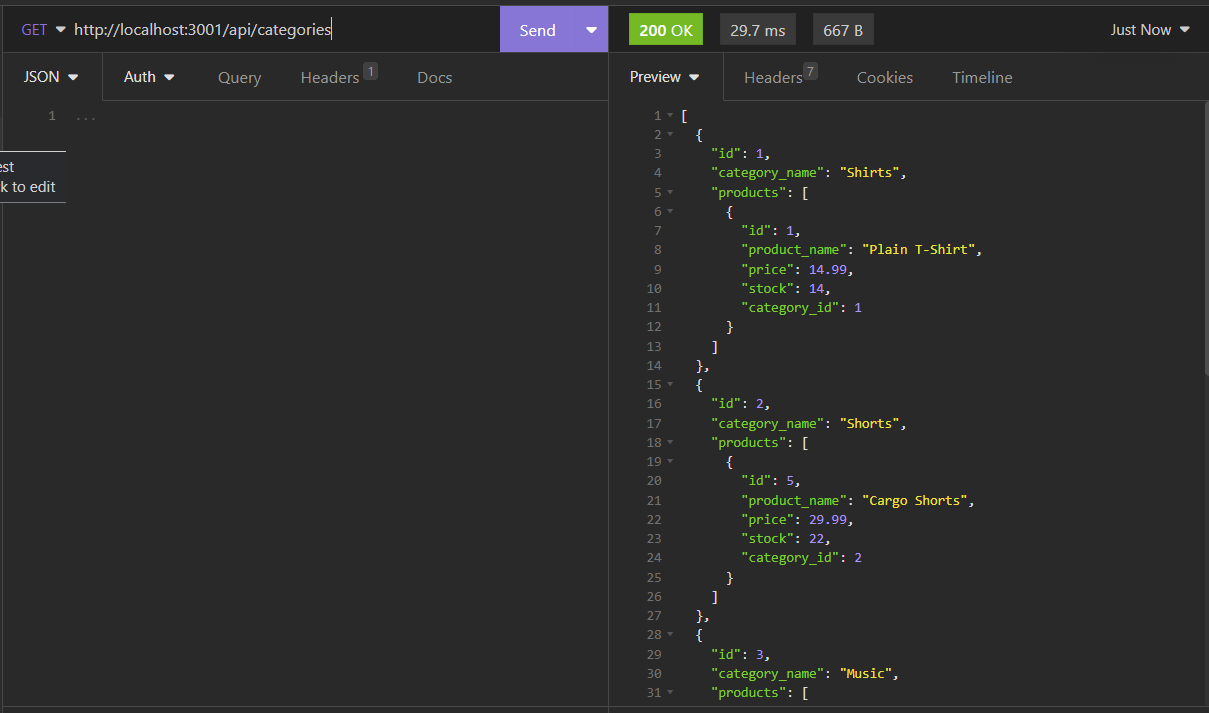 GET http://localhost:3001/api/categories Send 200 OK 29.7 ms 667 B Just Now
JSON Auth Query Headers 1 Docs Preview Headers 7 Cookies Timeline
1 ...
est
k to edit
1 [
2 {
3 "id": 1,
4 "category_name": "Shirts",
5 "products": [
6 {
7 "id": 1,
8 "product_name": "Plain T-Shirt",
9 "price": 14.99,
10 "stock": 14,
11 "category_id": 1
12 }
13 ]
14 },
15 {
16 "id": 2,
17 "category_name": "Shorts",
18 "products": [
19 {
20 "id": 5,
21 "product_name": "Cargo Shorts",
22 "price": 29.99,
23 "stock": 22,
24 "category_id": 2
25 }
26 ]
27 },
28 {
29 "id": 3,
30 "category_name": "Music",
31 "products": [